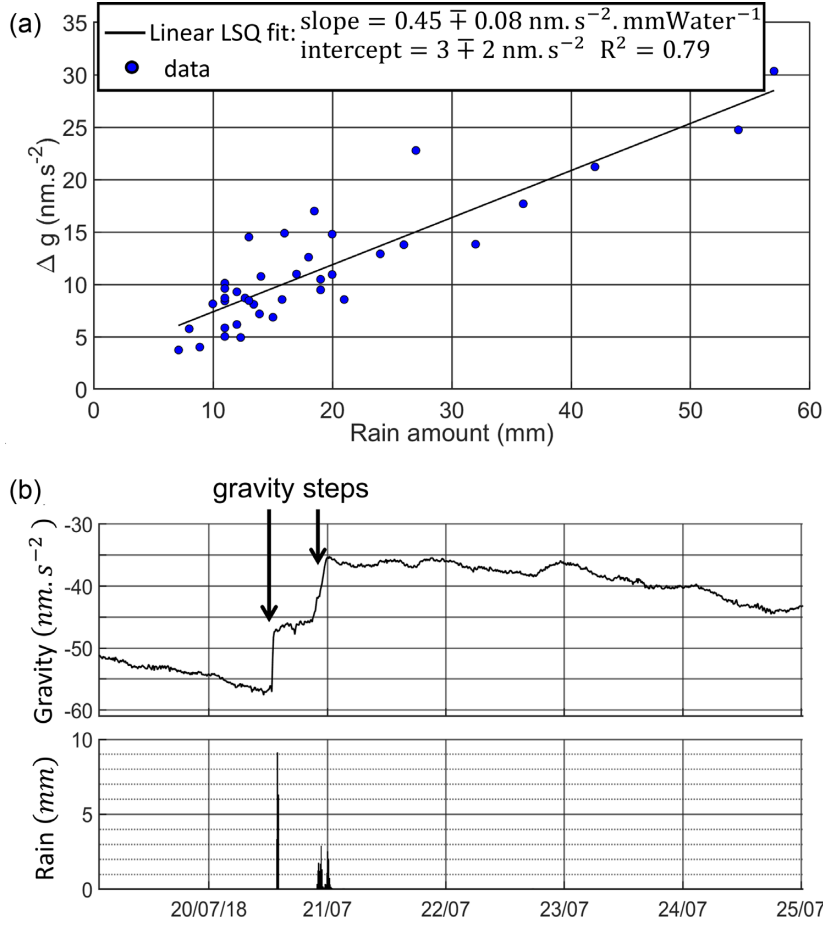 (a)
Linear LSQ fit: slope = 0.45 ∓ 0.08 nm.s⁻².mmWater⁻¹
intercept = 3 ∓ 2 nm.s⁻² R² = 0.79
data
35
30
25
20
15
10
5
0
Δ g (nm.s⁻²)
0 10 20 30 40 50 60
Rain amount (mm)
(b)
gravity steps
-30
-40
-50
-60
Gravity (nm.s⁻²)
10
5
0
Rain (mm)
20/07/18 21/07 22/07 23/07 24/07 25/07